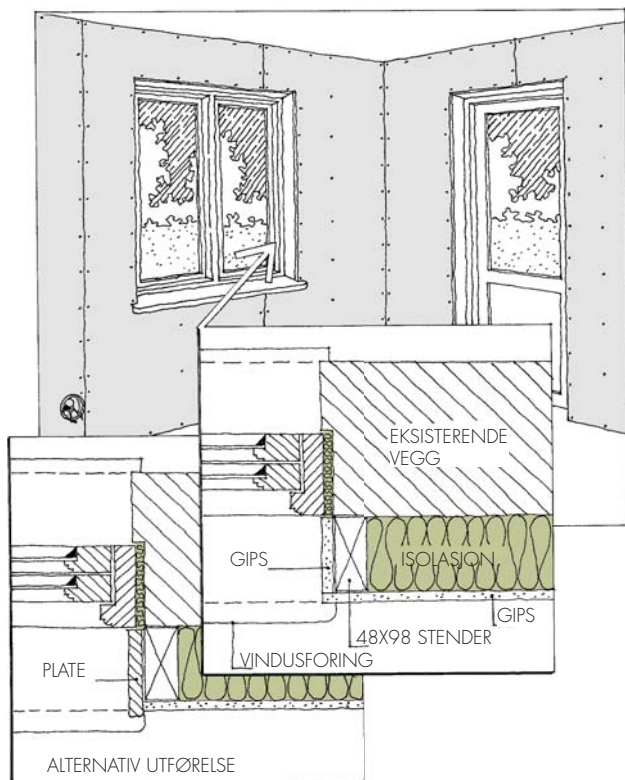 EKSISTERENDE
VEGG
GIPS
ISOLASJON
GIPS
48X98 STENDER
VINDUSFORING
PLATE
ALTERNATIV UTFØRELSE